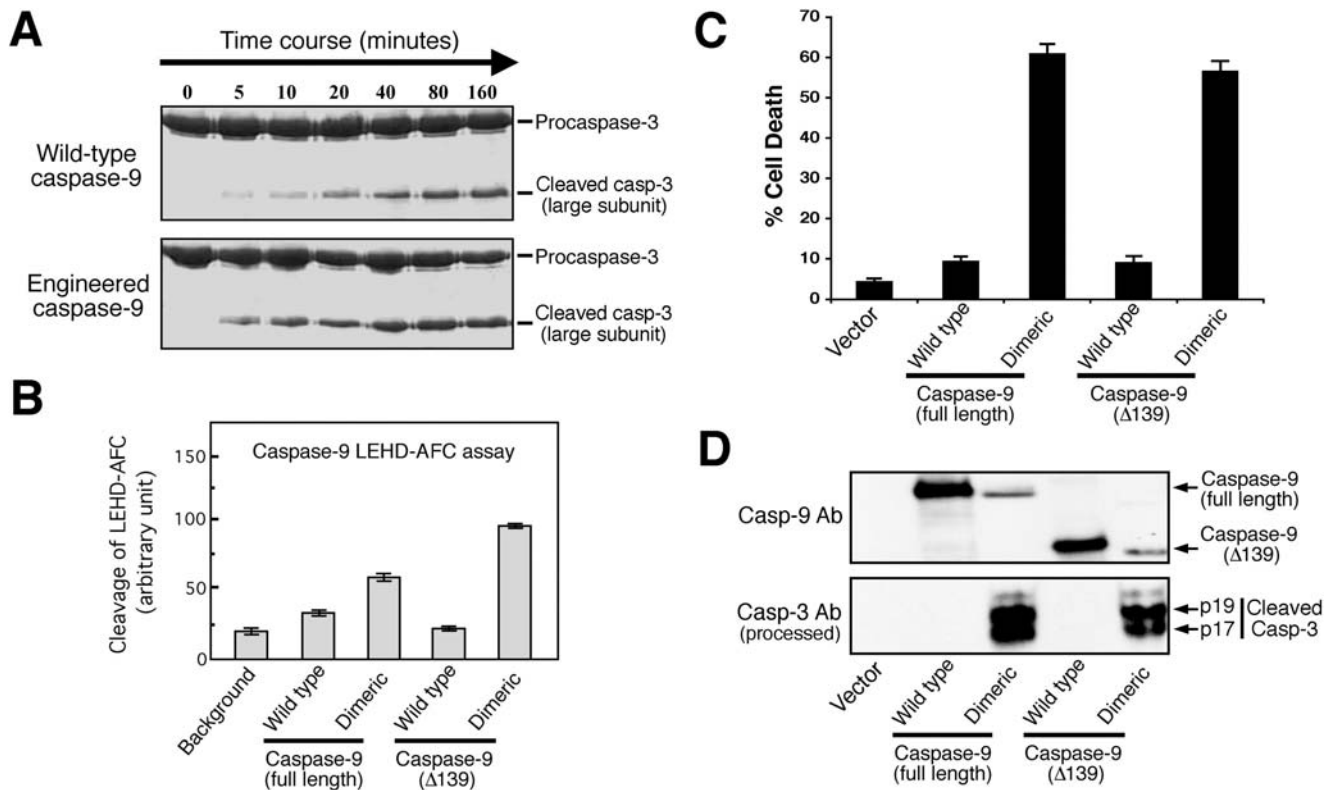 A
Time course (minutes)
0 5 10 20 40 80 160
Wild-type
caspase-9
Procaspase-3
Cleaved casp-3
(large subunit)
Engineered
caspase-9
Procaspase-3
Cleaved casp-3
(large subunit)
B
Cleavage of LEHD-AFC
(arbitrary unit)
Caspase-9 LEHD-AFC assay
150
100
50
0
Background
Wild type
Dimeric
Wild type
Dimeric
Caspase-9
(full length)
Caspase-9
(Δ139)
C
% Cell Death
70
60
50
40
30
20
10
0
Vector
Wild type
Dimeric
Wild type
Dimeric
Caspase-9
(full length)
Caspase-9
(Δ139)
D
Casp-9 Ab
Caspase-9
(full length)
Caspase-9
(Δ139)
Casp-3 Ab
(processed)
p19
p17
Cleaved
Casp-3
Vector
Wild type
Dimeric
Wild type
Dimeric
Caspase-9
(full length)
Caspase-9
(Δ139)